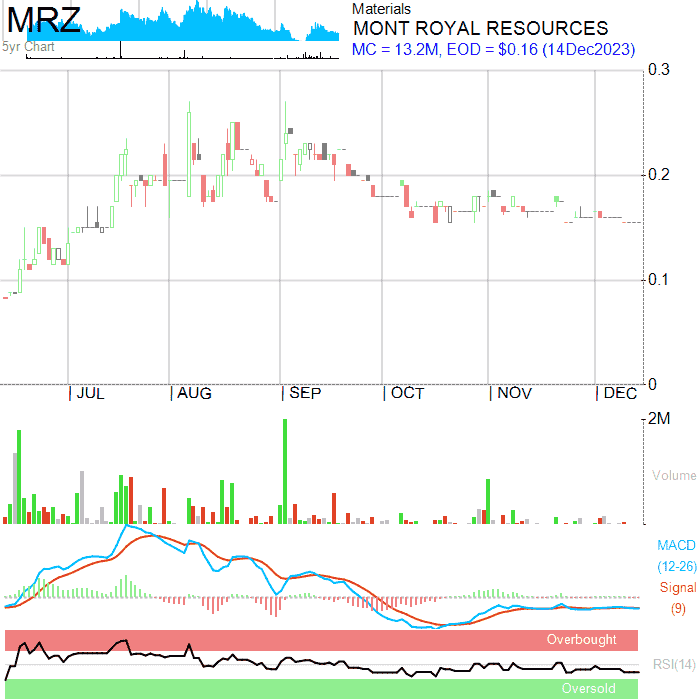 MRZ
5yr Chart
Materials
MONT ROYAL RESOURCES
MC = 13.2M, EOD = $0.16 (14Dec2023)
0.3
0.2
0.1
0
JUL AUG SEP OCT NOV DEC
2M
Volume
MACD
(12-26)
Signal
(9)
Overbought
RSI(14)
Oversold